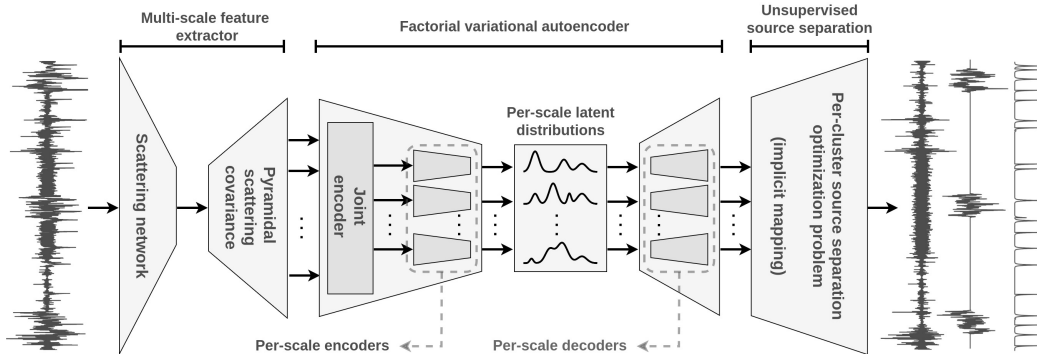 Multi-scale feature
extractor
Factorial variational autoencoder
Unsupervised
source separation
Scattering network
Pyramidal
scattering
covariance
Joint
encoder
Per-scale latent
distributions
Per-cluster source separation
optimization problem
(implicit mapping)
Per-scale encoders
Per-scale decoders